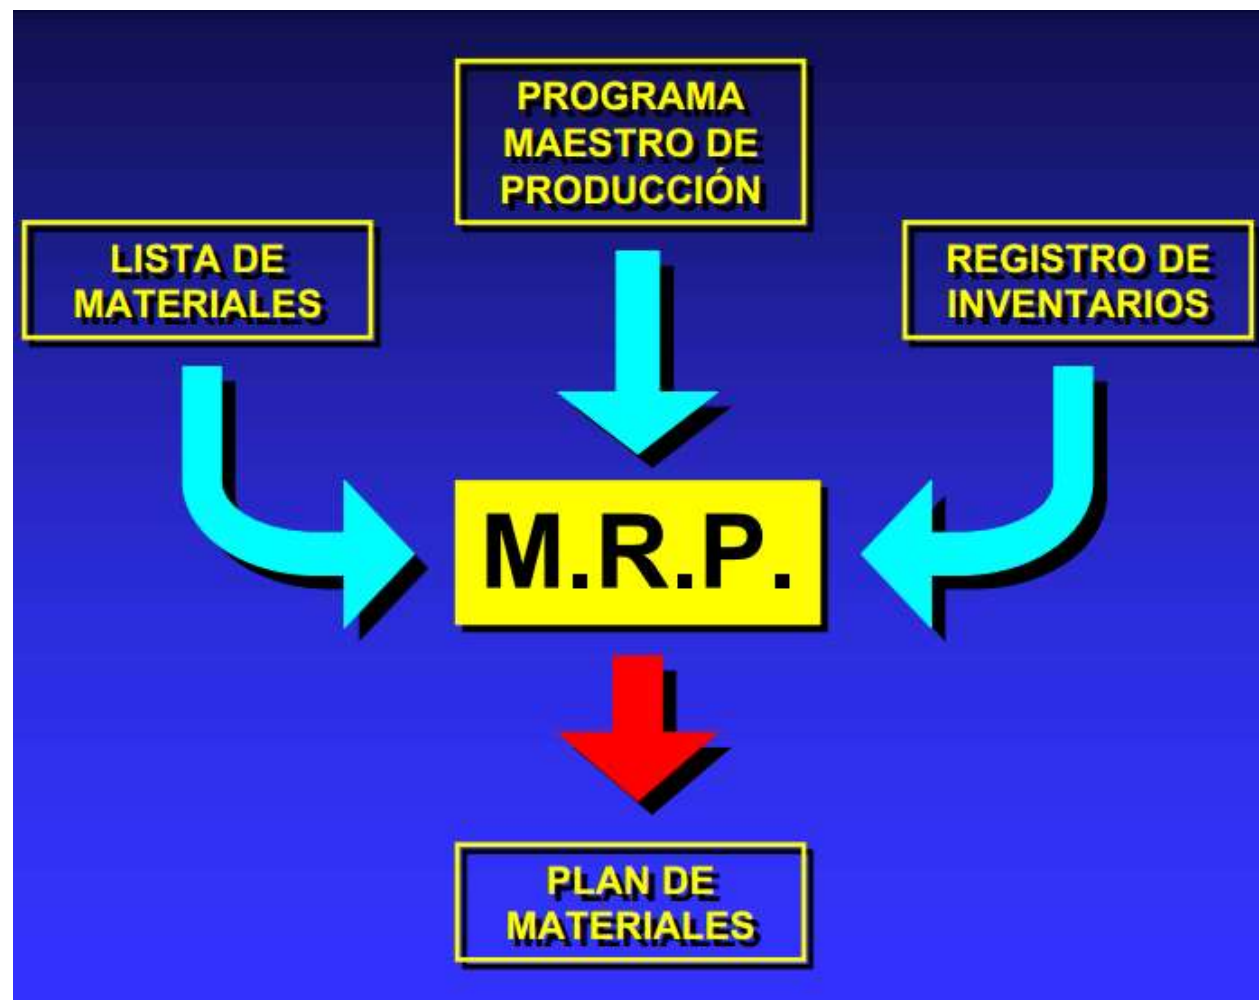 PROGRAMA
MAESTRO DE
PRODUCCIÓN
LISTA DE
MATERIALES
REGISTRO DE
INVENTARIOS
M.R.P.
PLAN DE
MATERIALES